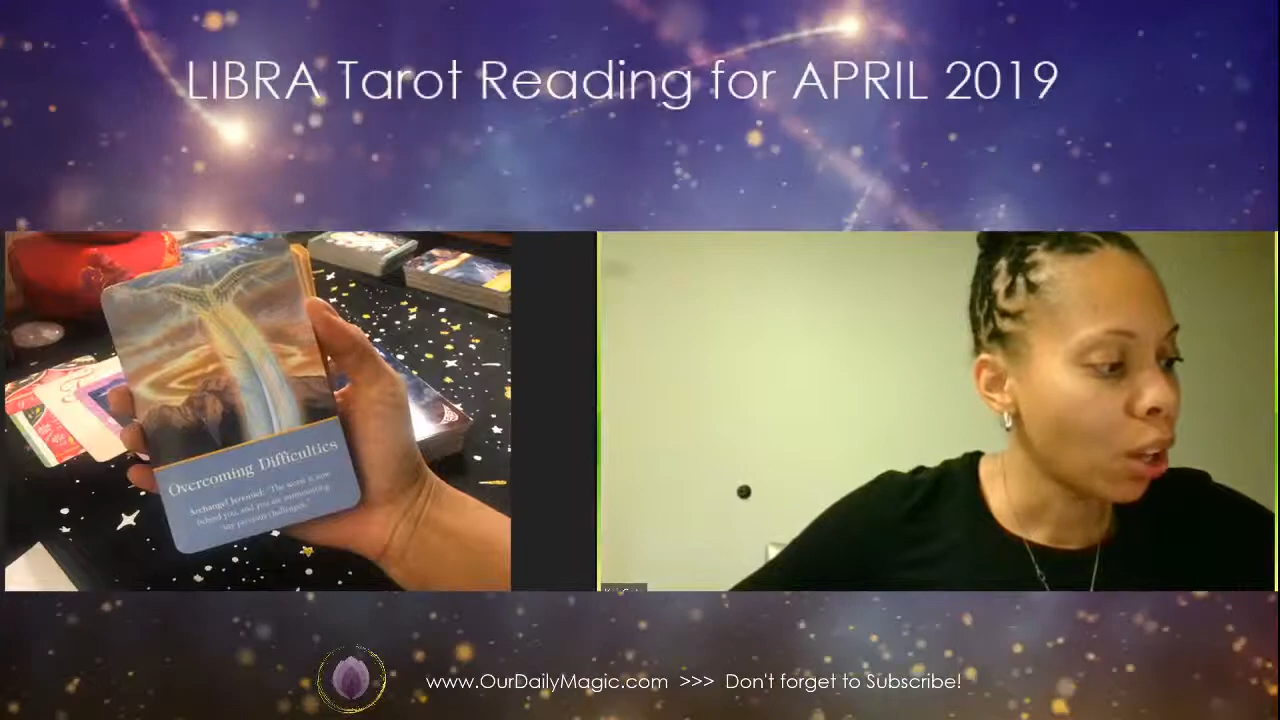 LIBRA Tarot Reading for APRIL 2019
Overcoming Difficulties
Archangel Jeremiel: "The worst is now
behind you, and you are surmounting
any previous challenges."
www.OurDailyMagic.com >>> Don't forget to Subscribe!